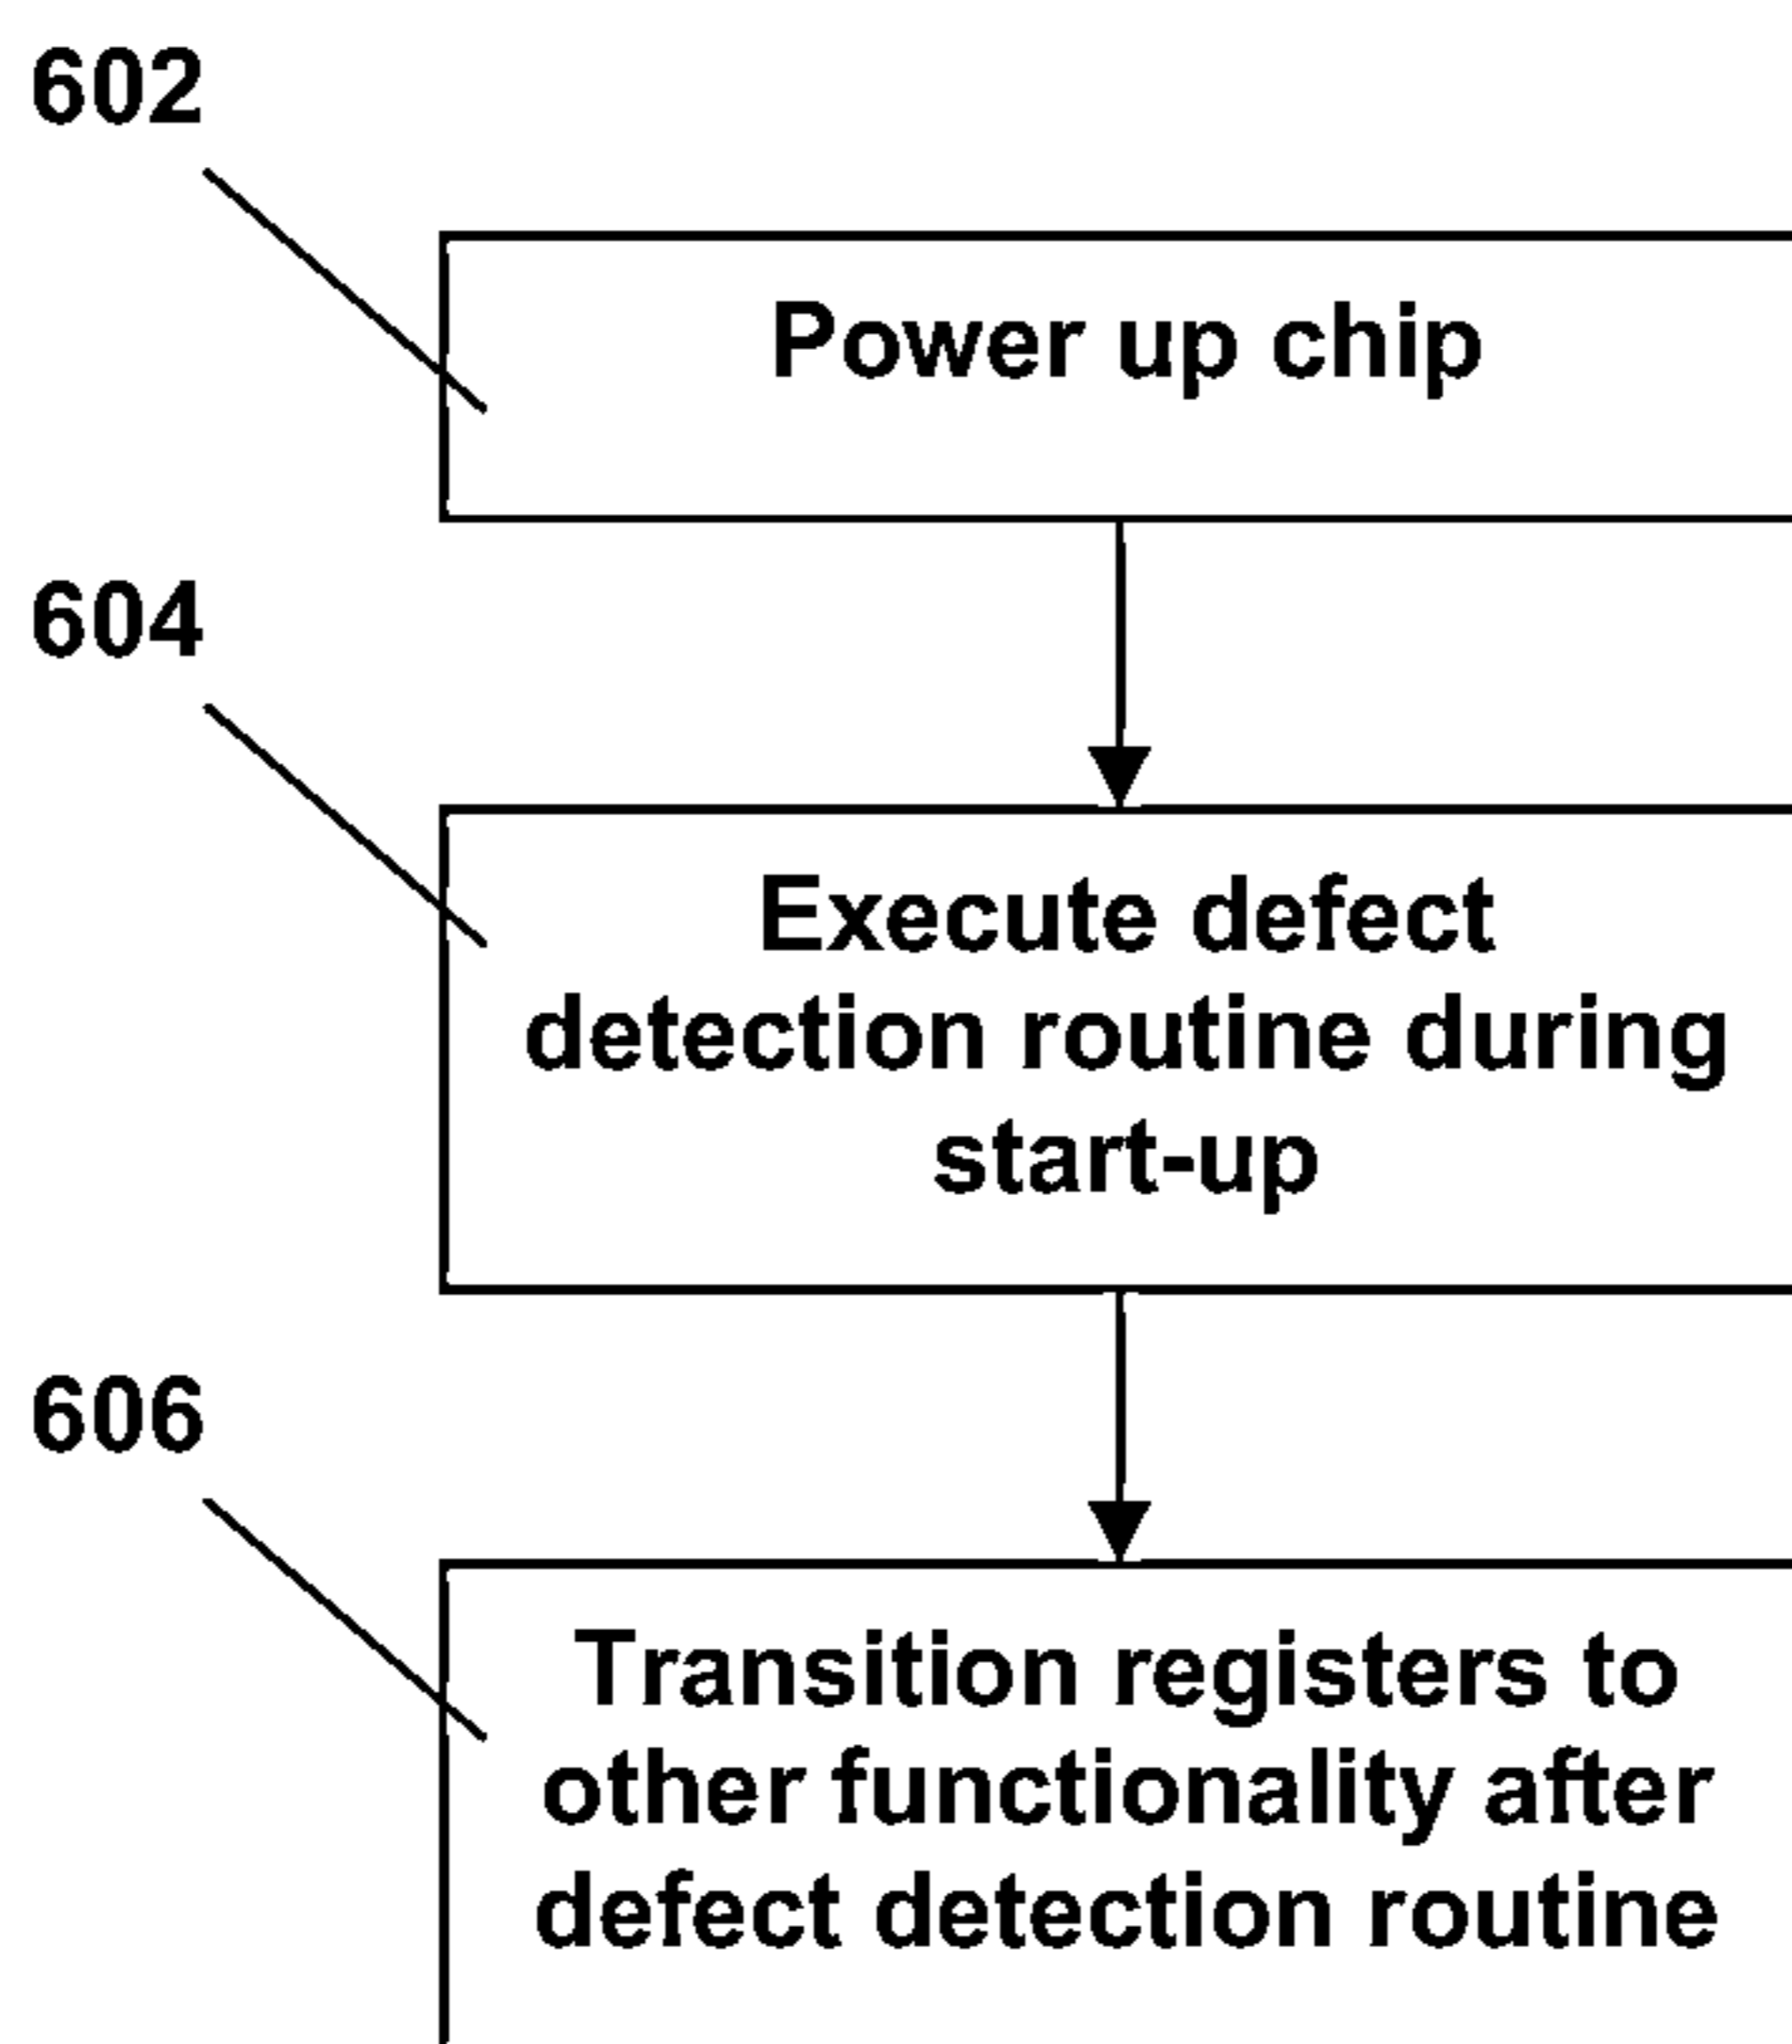 602
Power up chip
604
Execute defect
detection routine during
start-up
606
Transition registers to
other functionality after
defect detection routine